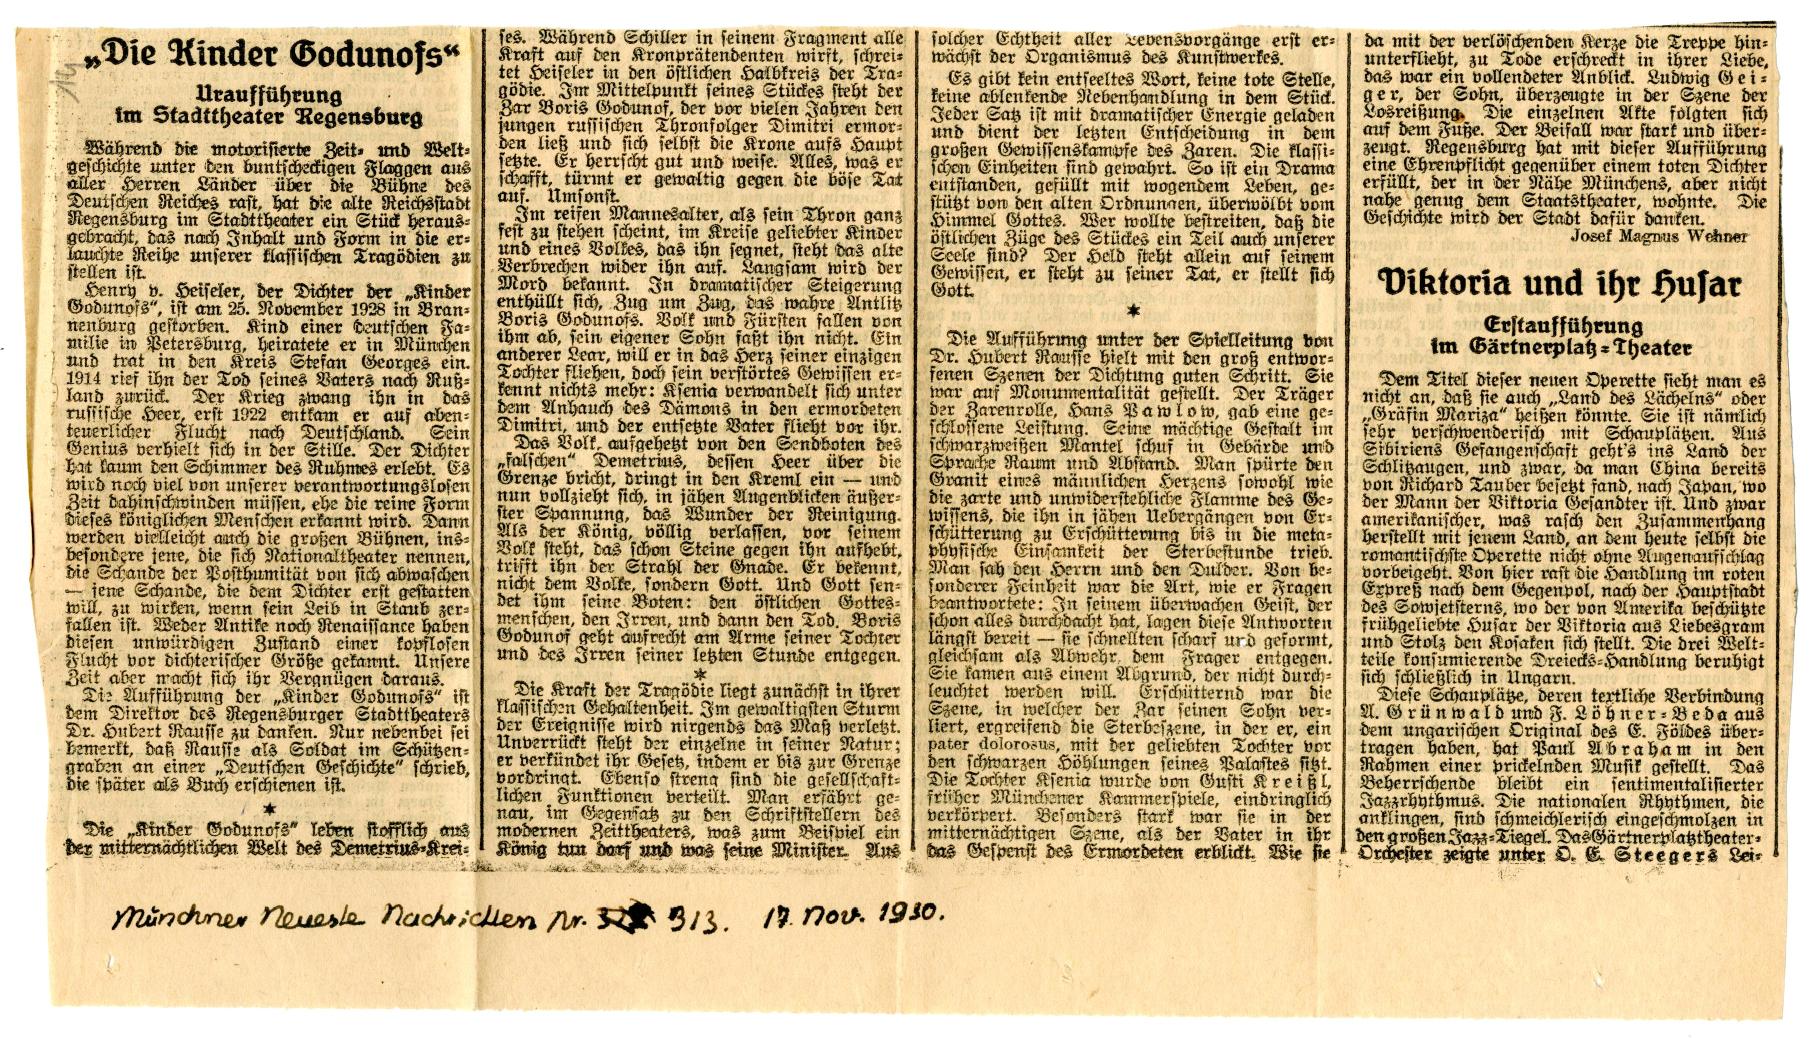 „Die Kinder Godunofs“
Uraufführung
im Stadttheater Regensburg
Während die motorisierte Zeit- und Welt-
geschichte unter den buntscheckigen Flaggen aus
aller Herren Länder über die Bühne des
Deutschen Reiches rast, hat die alte Reichsstadt
Regensburg im Stadttheater ein Stück heraus-
gebracht, das nach Inhalt und Form in die er-
lauchte Reihe unserer klassischen Tragödien zu
stellen ist.
Henry v. Heiseler, der Dichter der „Kinder
Godunofs“, ist am 25. November 1928 in Bran-
nenburg gestorben. Kind einer deutschen Fa-
milie in Petersburg, heiratete er in München
und trat in den Kreis Stefan Georges ein.
1914 rief ihn der Tod seines Vaters nach Ruß-
land zurück. Der Krieg zwang ihn in das
russische Heer, erst 1922 entkam er auf aben-
teuerlicher Flucht nach Deutschland. Sein
Genius verhielt sich in der Stille. Der Dichter
hat kaum den Schimmer des Ruhmes erlebt. Es
wird noch viel von unserer verantwortungslosen
Zeit dahinschwinden müssen, ehe die reine Form
dieses königlichen Menschen erkannt wird. Dann
werden vielleicht auch die großen Bühnen, ins-
besondere jene, die sich Nationaltheater nennen,
die Schande der Posthumität von sich abwaschen
— jene Schande, die dem Dichter erst gestatten
will, zu wirken, wenn sein Leib in Staub zer-
fallen ist. Weder Antike noch Renaissance haben
diesen unwürdigen Zustand einer kopflosen
Flucht vor dichterischer Größe gekannt. Unsere
Zeit aber macht sich ihr Vergnügen daraus.
Die Aufführung der „Kinder Godunofs“ ist
dem Direktor des Regensburger Stadttheaters
Dr. Hubert Rausse zu danken. Nur nebenbei sei
bemerkt, daß Rausse als Soldat im Schützen-
graben an einer „Deutschen Geschichte“ schrieb,
die später als Buch erschienen ist.
*
Die „Kinder Godunofs“ leben stofflich aus
der mitternächtlichen Welt des Demetrius-Krei-
ses. Während Schiller in seinem Fragment alle
Kraft auf den Kronprätendenten wirft, schrei-
tet Heiseler in den östlichen Halbkreis der Tra-
gödie. Im Mittelpunkt seines Stückes steht der
Zar Boris Godunof, der vor vielen Jahren den
jungen russischen Thronfolger Dimitri ermor-
den ließ und sich selbst die Krone aufs Haupt
setzte. Er herrscht gut und weise. Alles, was er
schafft, türmt er gewaltig gegen die böse Tat
auf. Umsonst.
Im reifen Mannesalter, als sein Thron ganz
fest zu stehen scheint, im Kreise geliebter Kinder
und eines Volkes, das ihn segnet, steht das alte
Verbrechen wider ihn auf. Langsam wird der
Mord bekannt. In dramatischer Steigerung
enthüllt sich, Zug um Zug, das wahre Antlitz
Boris Godunofs. Volk und Fürsten fallen von
ihm ab, sein eigener Sohn faßt ihn nicht. Ein
anderer Lear, will er in das Herz seiner einzigen
Tochter fliehen, doch sein verstörtes Gewissen er-
kennt nichts mehr: Ksenia verwandelt sich unter
dem Anhauch des Dämons in den ermordeten
Dimitri, und der entsetzte Vater flieht vor ihr.
Das Volk, aufgehetzt von den Sendboten des
„falschen“ Demetrius, dessen Heer über die
Grenze bricht, dringt in den Kreml ein — und
nun vollzieht sich, in jähen Augenblicken äußer-
ster Spannung, das Wunder der Reinigung.
Als der König, völlig verlassen, vor seinem
Volk steht, das schon Steine gegen ihn aufhebt,
trifft ihn der Strahl der Gnade. Er bekennt,
nicht dem Volke, sondern Gott. Und Gott sen-
det ihm seine Boten: den östlichen Gottes-
menschen, den Irren, und dann den Tod. Boris
Godunof geht aufrecht am Arme seiner Tochter
und des Irren seiner letzten Stunde entgegen.
*
Die Kraft der Tragödie liegt zunächst in ihrer
klassischen Gehaltenheit. Im gewaltigsten Sturm
der Ereignisse wird nirgends das Maß verletzt.
Unverrückt steht der einzelne in seiner Natur;
er verkündet ihr Gesetz, indem er bis zur Grenze
vordringt. Ebenso streng sind die gesellschaft-
lichen Funktionen verteilt. Man erfährt ge-
nau, im Gegensatz zu den Schriftstellern des
modernen Zeittheaters, was zum Beispiel ein
König tun darf und was seine Minister. Aus
solcher Echtheit aller Lebensvorgänge erst er-
wächst der Organismus des Kunstwerkes.
Es gibt kein entseeltes Wort, keine tote Stelle,
keine ablenkende Nebenhandlung in dem Stück.
Jeder Satz ist mit dramatischer Energie geladen
und dient der letzten Entscheidung in dem
großen Gewissenskampfe des Zaren. Die klassi-
schen Einheiten sind gewahrt. So ist ein Drama
entstanden, gefüllt mit wogendem Leben, ge-
stützt von den alten Ordnungen, überwölbt vom
Himmel Gottes. Wer wollte bestreiten, daß die
östlichen Züge des Stückes ein Teil auch unserer
Seele sind? Der Held steht allein auf seinem
Gewissen, er steht zu seiner Tat, er stellt sich
Gott.
*
Die Aufführung unter der Spielleitung von
Dr. Hubert Rausse hielt mit den groß entwor-
fenen Szenen der Dichtung guten Schritt. Sie
war auf Monumentalität gestellt. Der Träger
der Zarenrolle, Hans Pawlow, gab eine ge-
schlossene Leistung. Seine mächtige Gestalt im
schwarzweißen Mantel schuf in Gebärde und
Sprache Raum und Abstand. Man spürte den
Granit eines männlichen Herzens sowohl wie
die zarte und unwiderstehliche Flamme des Ge-
wissens, die ihn in jähen Uebergängen von Er-
schütterung zu Erschütterung bis in die meta-
physische Einsamkeit der Sterbestunde trieb.
Man sah den Herrn und den Dulder. Von be-
sonderer Feinheit war die Art, wie er Fragen
beantwortete: In seinem überwachen Geist, der
schon alles durchdacht hat, lagen diese Antworten
längst bereit — sie schnellten scharf und geformt,
gleichsam als Abwehr, dem Frager entgegen.
Sie kamen aus einem Abgrund, der nicht durch-
leuchtet werden will. Erschütternd war die
Szene, in welcher der Zar seinen Sohn ver-
liert, ergreifend die Sterbeszene, in der er, ein
pater dolorosus, mit der geliebten Tochter vor
den schwarzen Höhlungen seines Palastes sitzt.
Die Tochter Ksenia wurde von Gusti Kreißl,
früher Münchener Kammerspiele, eindringlich
verkörpert. Besonders stark war sie in der
mitternächtigen Szene, als der Vater in ihr
das Gespenst des Ermordeten erblickt. Wie sie
da mit der verlöschenden Kerze die Treppe hin-
unterflieht, zu Tode erschreckt in ihrer Liebe,
das war ein vollendeter Anblick. Ludwig Gei-
ger, der Sohn, überzeugte in der Szene der
Losreißung. Die einzelnen Akte folgten sich
auf dem Fuße. Der Beifall war stark und über-
zeugt. Regensburg hat mit dieser Aufführung
eine Ehrenpflicht gegenüber einem toten Dichter
erfüllt, der in der Nähe Münchens, aber nicht
nahe genug dem Staatstheater, wohnte. Die
Geschichte wird der Stadt dafür danken.
Josef Magnus Wehner
Viktoria und ihr Husar
Erstaufführung
im Gärtnerplatz-Theater
Dem Titel dieser neuen Operette sieht man es
nicht an, daß sie auch „Land des Lächelns“ oder
„Gräfin Mariza“ heißen könnte. Sie ist nämlich
sehr verschwenderisch mit Schauplätzen. Aus
Sibiriens Gefangenschaft geht's ins Land der
Schlitzaugen, und zwar, da man China bereits
von Richard Tauber besetzt fand, nach Japan, wo
der Mann der Viktoria Gesandter ist. Und zwar
amerikanischer, was rasch den Zusammenhang
herstellt mit jenem Land, an dem heute selbst die
romantischste Operette nicht ohne Augenaufschlag
vorbeigeht. Von hier rast die Handlung im roten
Expreß nach dem Gegenpol, nach der Hauptstadt
des Sowjetsterns, wo der von Amerika beschützte
frühgeliebte Husar der Viktoria aus Liebesgram
und Stolz den Kosaken sich stellt. Die drei Welt-
teile konsumierende Dreiecks-Handlung beruhigt
sich schließlich in Ungarn.
Diese Schauplätze, deren textliche Verbindung
A. Grünwald und F. Löhner-Beda aus
dem ungarischen Original des E. Földes über-
tragen haben, hat Paul Abraham in den
Rahmen einer prickelnden Musik gestellt. Das
Beherrschende bleibt ein sentimentalisierter
Jazzrhythmus. Die nationalen Rhythmen, die
anklingen, sind schmeichlerisch eingeschmolzen in
den großen Jazz-Tiegel. Das Gärtnerplatztheater-
Orchester zeigte unter O. E. Steegers Lei-
Münchner Neueste Nachrichten Nr. 313. 17. Nov. 1930.